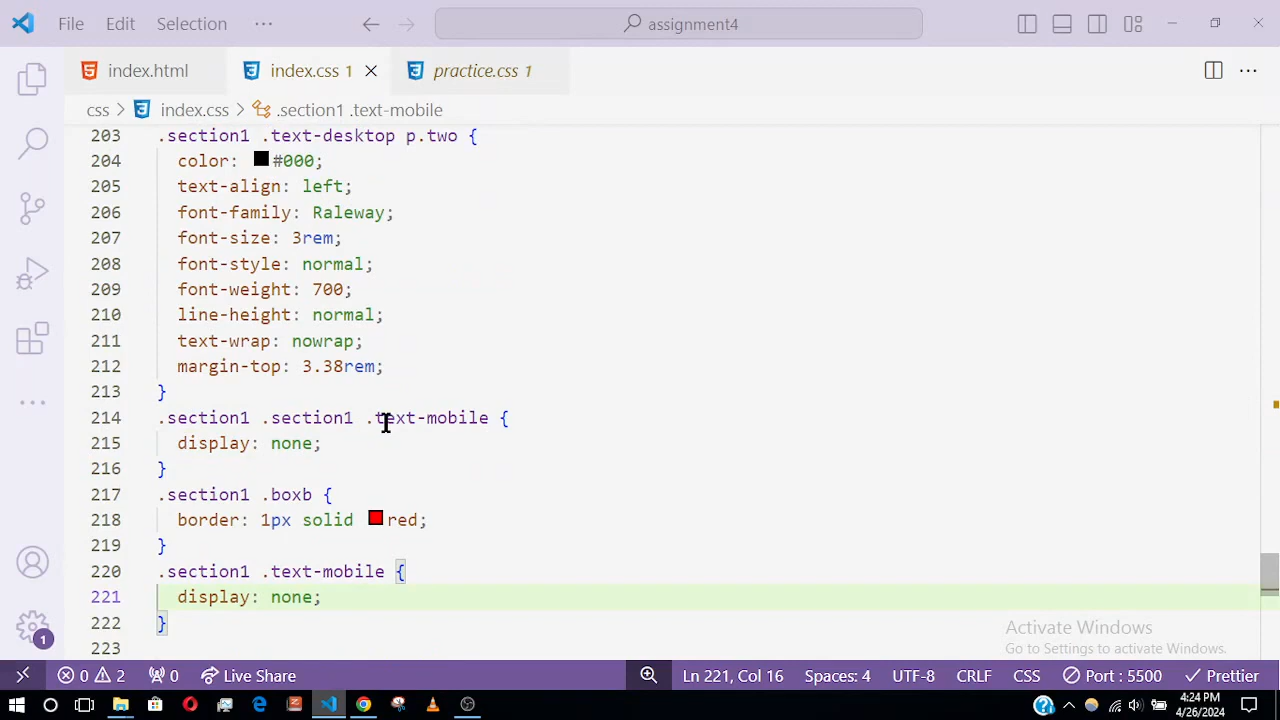 File Edit Selection ··· assignment4
index.html index.css 1 practice.css 1 ···
css > index.css > .section1 .text-mobile
203 .section1 .text-desktop p.two {
204 color: #000;
205 text-align: left;
206 font-family: Raleway;
207 font-size: 3rem;
208 font-style: normal;
209 font-weight: 700;
210 line-height: normal;
211 text-wrap: nowrap;
212 margin-top: 3.38rem;
213 }
214 .section1 .section1 .text-mobile {
215 display: none;
216 }
217 .section1 .boxb {
218 border: 1px solid red;
219 }
220 .section1 .text-mobile {
221 display: none;
222 }
223
Activate Windows
Go to Settings to activate Windows.
1
0 2 0 Live Share Ln 221, Col 16 Spaces: 4 UTF-8 CRLF CSS Port : 5500 Prettier
4:24 PM
4/26/2024